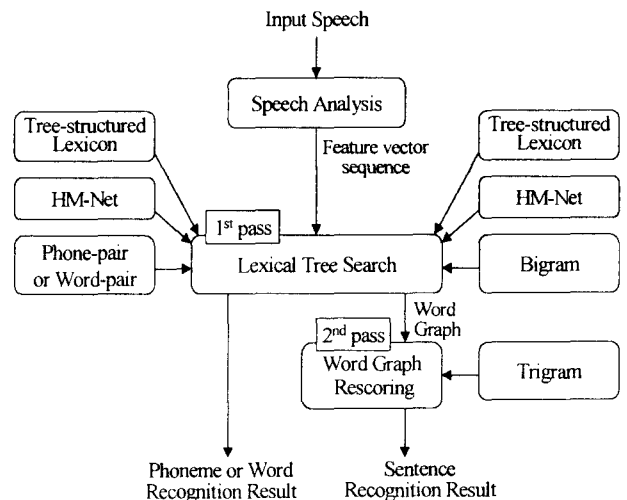 Input Speech
Speech Analysis
Tree-structured
Lexicon
Feature vector
sequence
Tree-structured
Lexicon
HM-Net
HM-Net
1st pass
Phone-pair
or Word-pair
Lexical Tree Search
Bigram
Word
Graph
2nd pass
Word Graph
Rescoring
Trigram
Phoneme or Word
Recognition Result
Sentence
Recognition Result